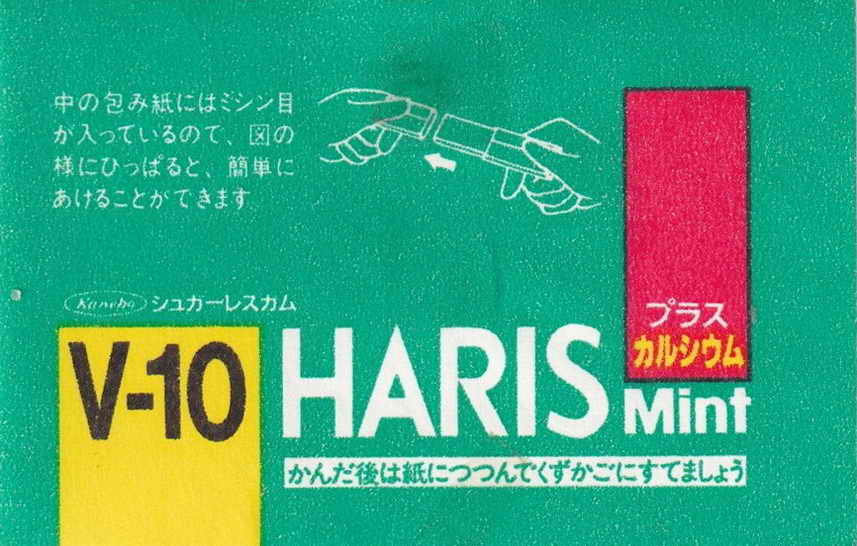 中の包み紙にはミシン目
が入っているので、図の
様にひっぱると、簡単に
あけることができます
Kanebo シュガーレスガム
V-10
HARIS
プラス
カルシウム
Mint
かんだ後は紙につつんでくずかごにすてましょう